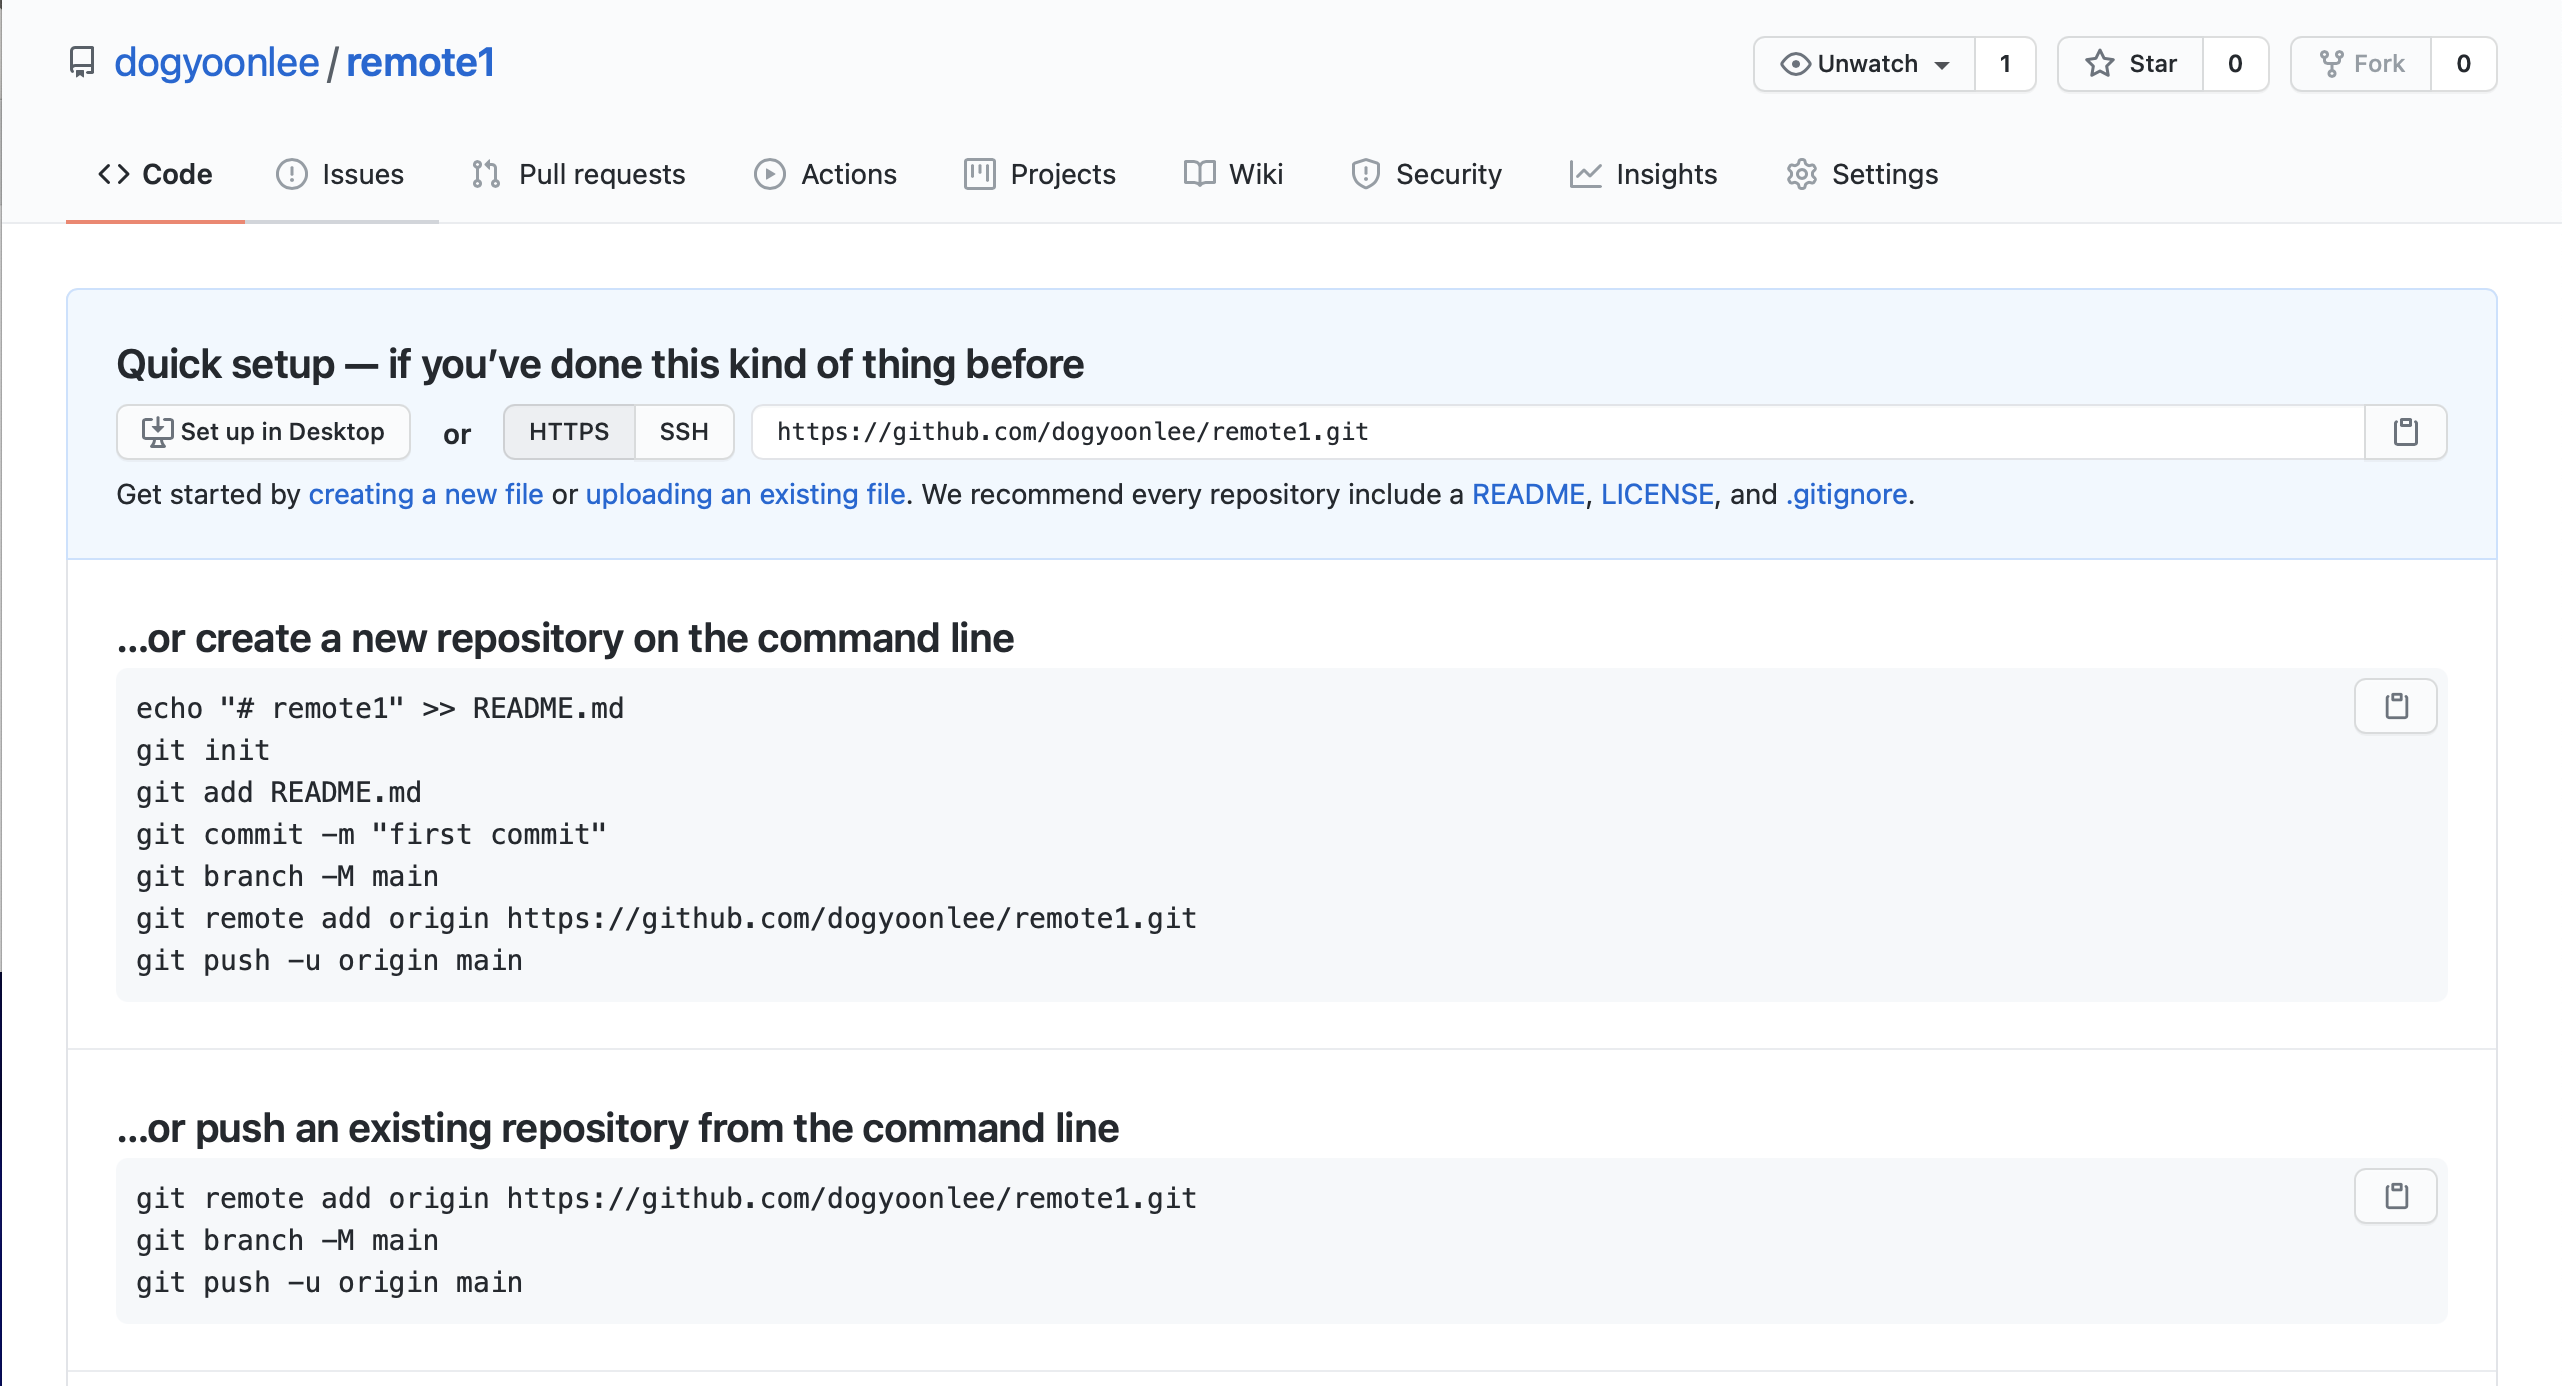 dogyoonlee / remote1
Unwatch 1 Star 0 Fork 0
Code Issues Pull requests Actions Projects Wiki Security Insights Settings
Quick setup — if you’ve done this kind of thing before
Set up in Desktop or HTTPS SSH https://github.com/dogyoonlee/remote1.git
Get started by creating a new file or uploading an existing file. We recommend every repository include a README, LICENSE, and .gitignore.
…or create a new repository on the command line
echo "# remote1" >> README.md
git init
git add README.md
git commit -m "first commit"
git branch -M main
git remote add origin https://github.com/dogyoonlee/remote1.git
git push -u origin main
…or push an existing repository from the command line
git remote add origin https://github.com/dogyoonlee/remote1.git
git branch -M main
git push -u origin main